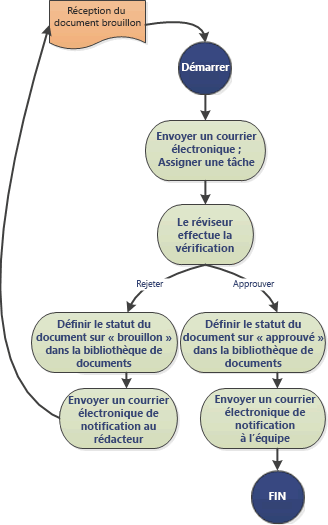 Réception du
document brouillon
Démarrer
Envoyer un courrier
électronique ;
Assigner une tâche
Le réviseur
effectue la
vérification
Rejeter
Approuver
Définir le statut du
document sur « brouillon »
dans la bibliothèque de
documents
Définir le statut du
document sur « approuvé »
dans la bibliothèque de
documents
Envoyer un courrier
électronique de
notification au
rédacteur
Envoyer un courrier
électronique de
notification
à l’équipe
FIN